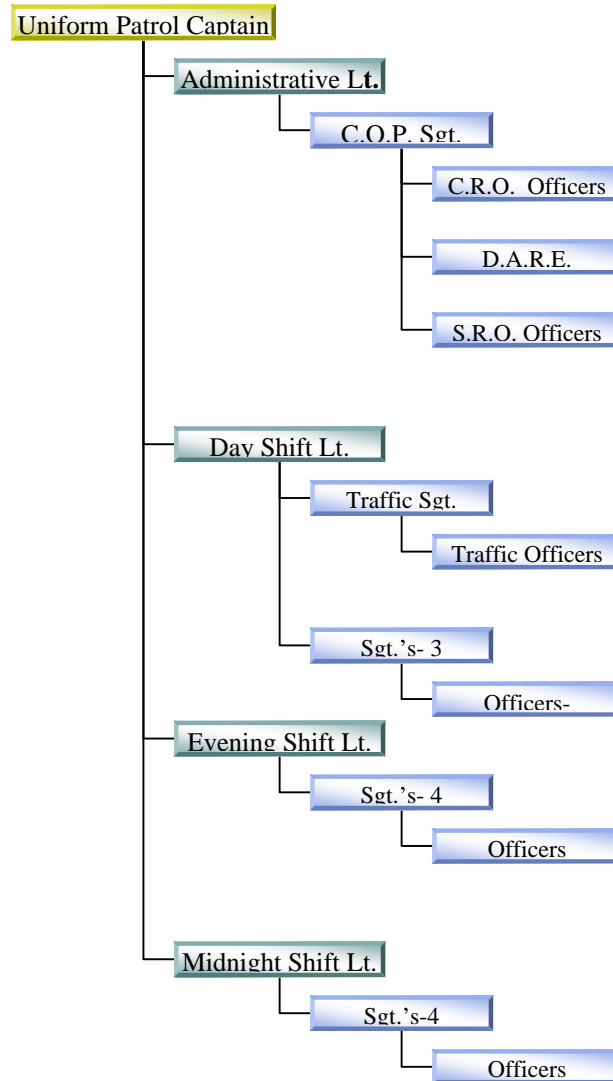 Uniform Patrol Captain
Administrative Lt.
C.O.P. Sgt.
C.R.O. Officers
D.A.R.E.
S.R.O. Officers
Day Shift Lt.
Traffic Sgt.
Traffic Officers
Sgt.’s- 3
Officers-
Evening Shift Lt.
Sgt.’s- 4
Officers
Midnight Shift Lt.
Sgt.’s-4
Officers